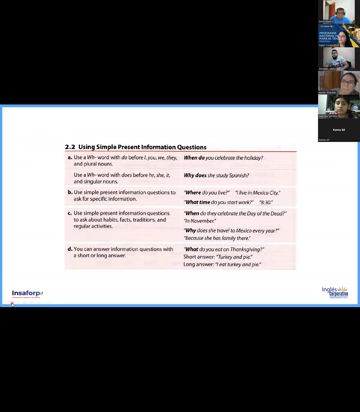 2.2 Using Simple Present Information Questions
a. Use a Wh- word with do before I, you, we, they, and plural nouns.
When do you celebrate the holiday?
Use a Wh- word with does before he, she, it, and singular nouns.
Why does she study Spanish?
b. Use simple present information questions to ask for specific information.
"Where do you live?" "I live in Mexico City."
"What time do you start work?" "9:30."
c. Use simple present information questions to ask about habits, facts, traditions, and regular activities.
"When do they celebrate the Day of the Dead?"
"In November."
"Why does she travel to Mexico every year?"
"Because she has family there."
d. You can answer information questions with a short or long answer.
"What do you eat on Thanksgiving?"
Short answer: "Turkey and pie."
Long answer: "I eat turkey and pie."
Insaforp
Inglés
Corporativo